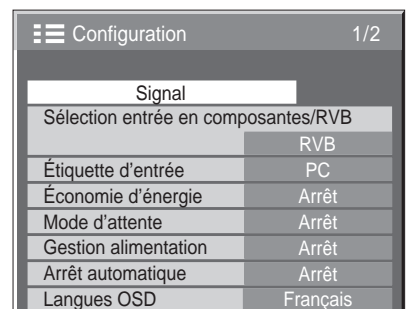 Configuration 1/2
Signal
Sélection entrée en composantes/RVB
RVB
Étiquette d'entrée PC
Économie d'énergie Arrêt
Mode d'attente Arrêt
Gestion alimentation Arrêt
Arrêt automatique Arrêt
Langues OSD Français